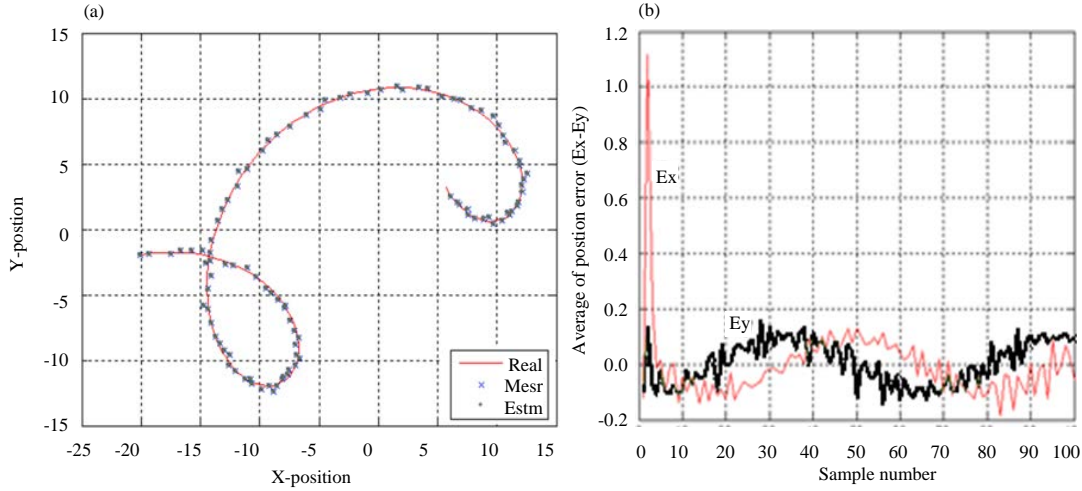 (a)
15
10
5
0
-5
-10
-15
Y-postion
-25
-20
-15
-10
-5
0
5
10
15
X-position
Real
Mesr
Estm
(b)
1.2
1.0
0.8
0.6
0.4
0.2
0.0
-0.2
Average of postion error (Ex-Ey)
Ex
Ey
0 10 20 30 40 50 60 70 80 90 100
Sample number